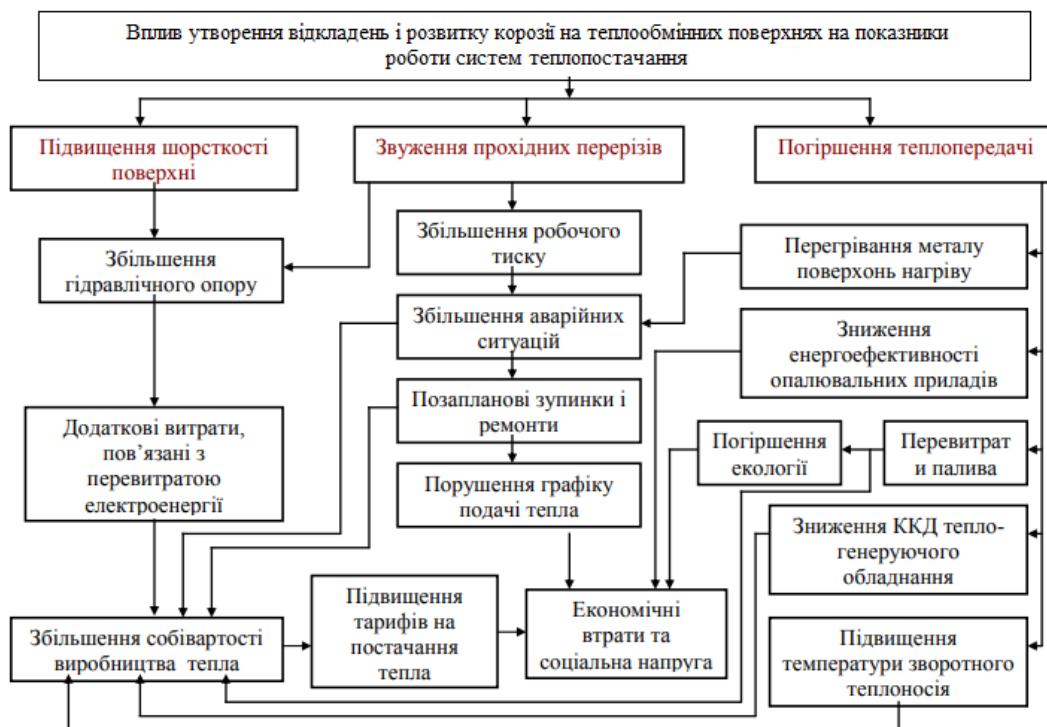 Вплив утворення відкладень і розвитку корозії на теплообмінних поверхнях на показники
роботи систем теплопостачання
Підвищення шорсткості
поверхні
Звуження прохідних перерізів
Погіршення теплопередачі
Збільшення
гідравлічного опору
Збільшення робочого
тиску
Перегрівання металу
поверхонь нагріву
Збільшення аварійних
ситуацій
Зниження
енергоефективності
опалювальних приладів
Додаткові витрати,
пов’язані з
перевитратою
електроенергії
Позапланові зупинки і
ремонти
Погіршення
екології
Перевитрат
и палива
Порушення графіку
подачі тепла
Зниження ККД тепло-
генеруючого
обладнання
Збільшення собівартості
виробництва тепла
Підвищення
тарифів на
постачання
тепла
Економічні
втрати та
соціальна напруга
Підвищення
температури зворотного
теплоносія